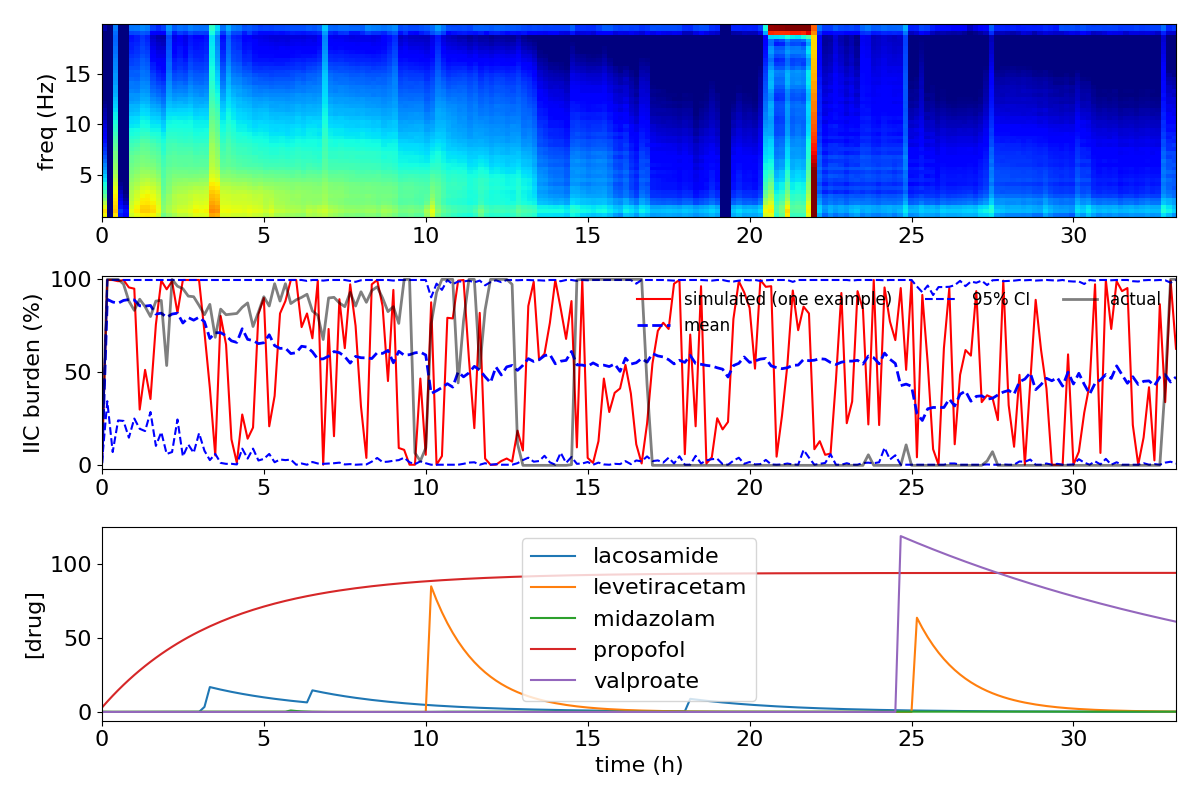 freq (Hz)
15
10
5
0 5 10 15 20 25 30
IIC burden (%)
100
50
0
simulated (one example)
mean
95% CI
actual
0 5 10 15 20 25 30
[drug]
100
50
0
lacosamide
levetiracetam
midazolam
propofol
valproate
0 5 10 15 20 25 30
time (h)